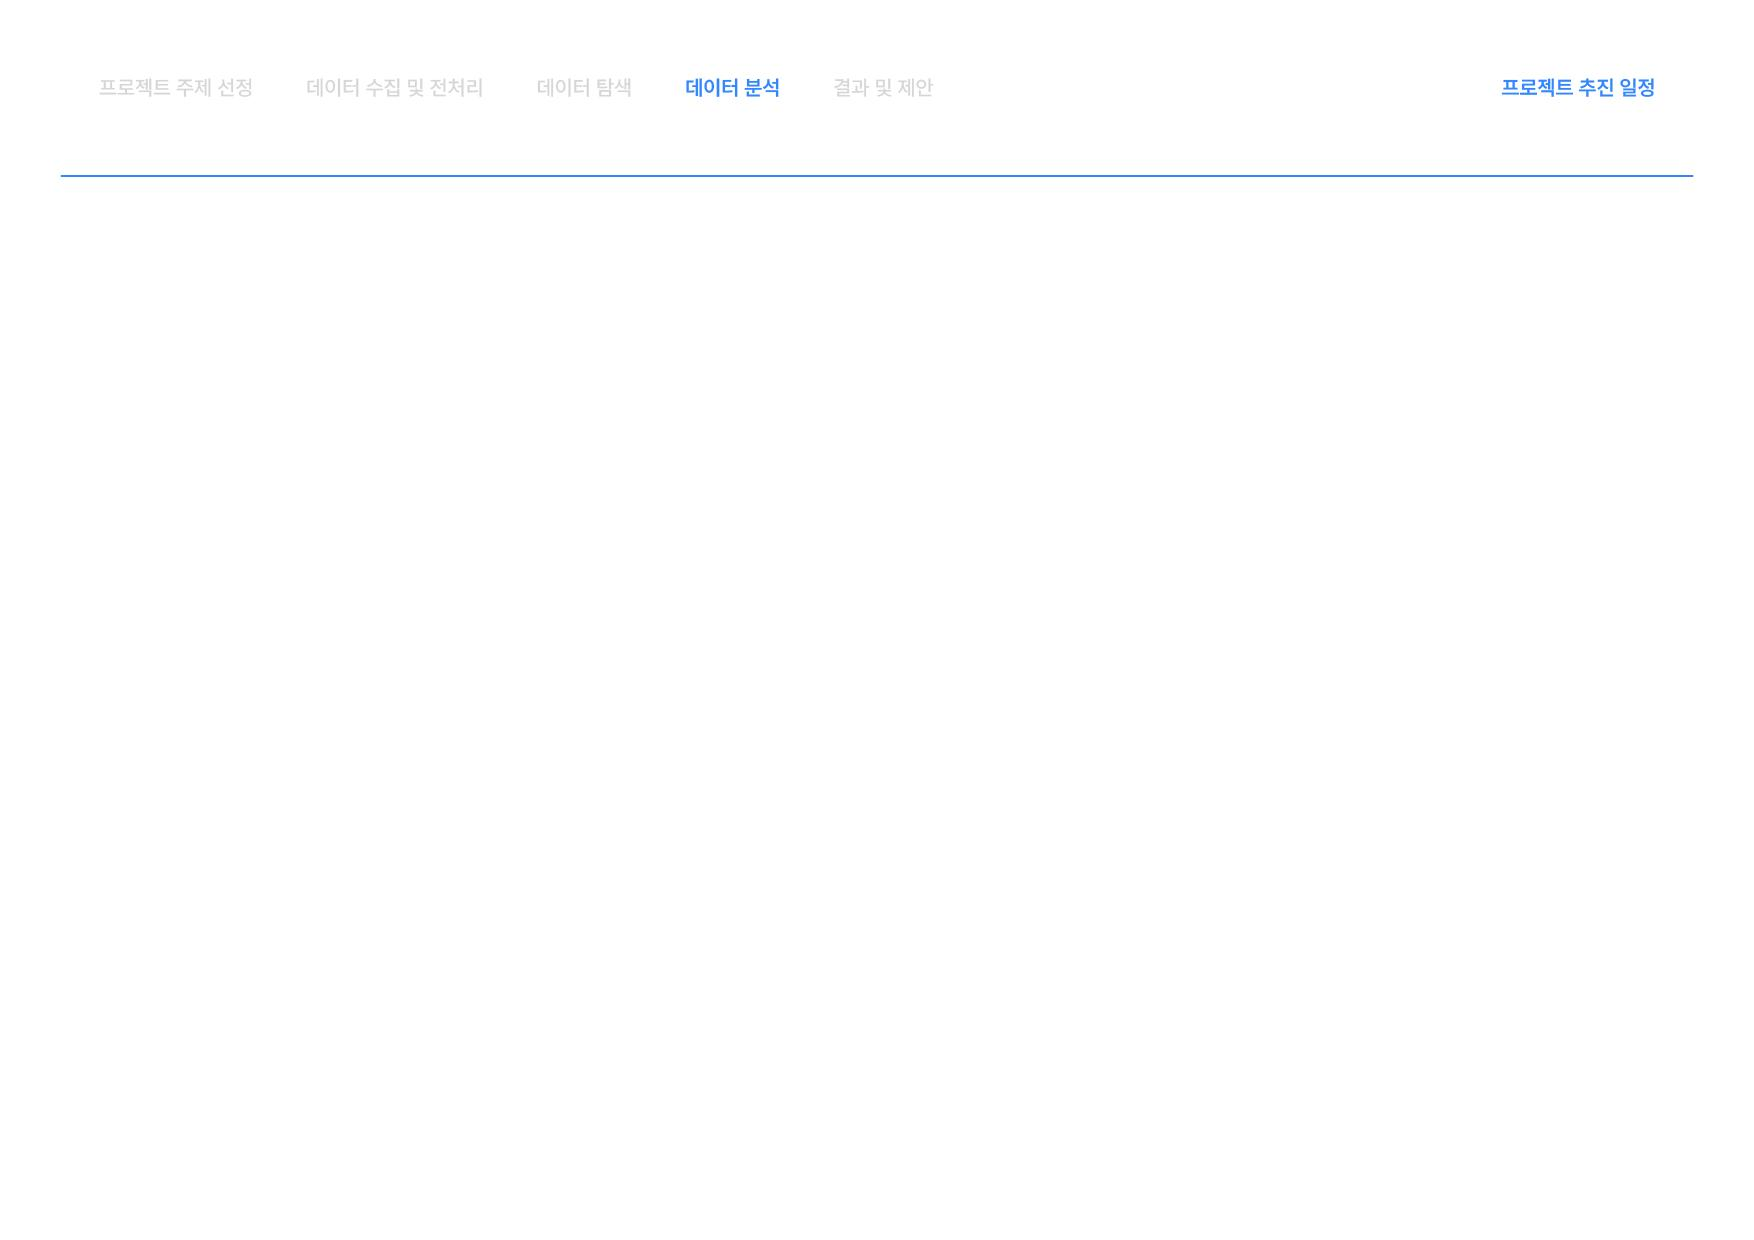 프로젝트 주제 선정 데이터 수집 및 전처리 데이터 탐색 데이터 분석 결과 및 제안 프로젝트 추진 일정